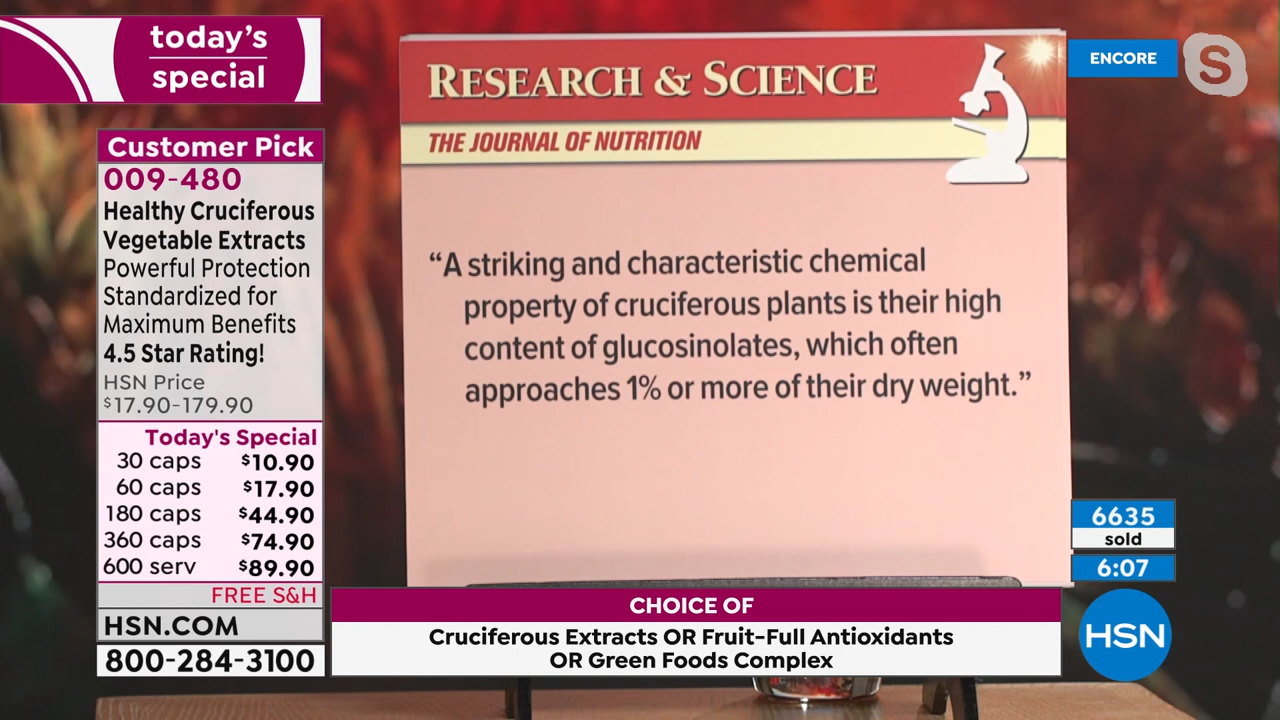 today's
special
Customer Pick
009-480
Healthy Cruciferous
Vegetable Extracts
Powerful Protection
Standardized for
Maximum Benefits
4.5 Star Rating!
HSN Price
$17.90-179.90
Today's Special
30 caps $10.90
60 caps $17.90
180 caps $44.90
360 caps $74.90
600 serv $89.90
FREE S&H
HSN.COM
800-284-3100
RESEARCH & SCIENCE
THE JOURNAL OF NUTRITION
“A striking and characteristic chemical
property of cruciferous plants is their high
content of glucosinolates, which often
approaches 1% or more of their dry weight.”
ENCORE
S
6635
sold
6:07
HSN
CHOICE OF
Cruciferous Extracts OR Fruit-Full Antioxidants
OR Green Foods Complex